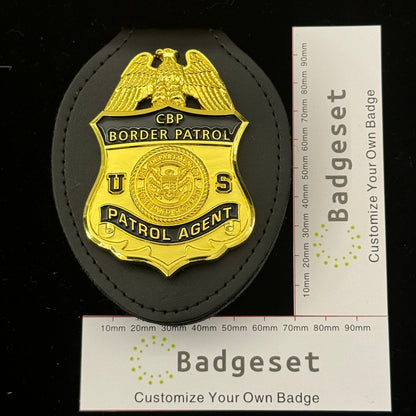 CBP
BORDER PATROL
U S
PATROL AGENT
10mm 20mm 30mm 40mm 50mm 60mm 70mm 80mm 90mm
Badgeset
Customize Your Own Badge
10mm 20mm 30mm 40mm 50mm 60mm 70mm 80mm 90mm
Badgeset
Customize Your Own Badge